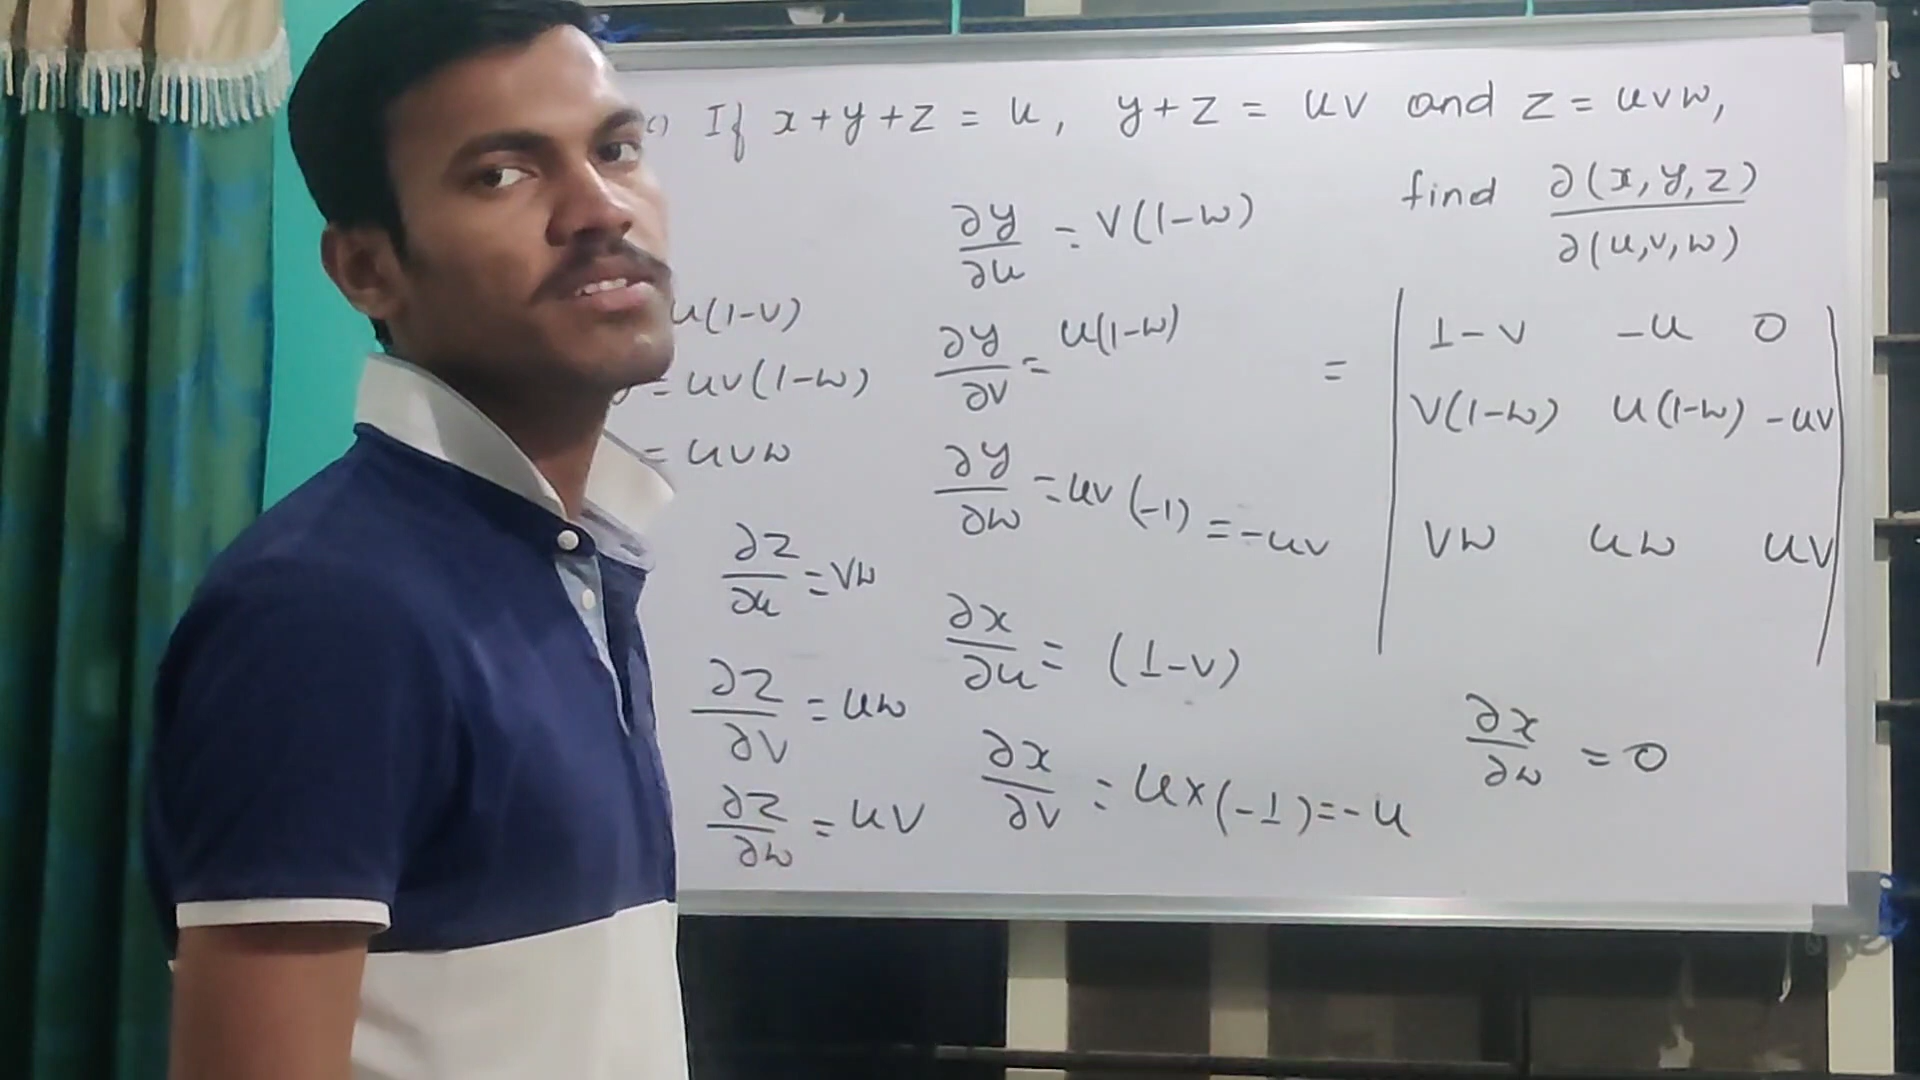 c) If x+y+z = u, y+z = uv and z = uvw,
find ∂(x,y,z)/∂(u,v,w)
u(1-v)
= uv(1-w)
= uvw
∂z/∂u = vw
∂z/∂v = uw
∂z/∂w = uv
∂y/∂u = v(1-w)
∂y/∂v = u(1-w)
∂y/∂w = uv(-1) = -uv
∂x/∂u = (1-v)
∂x/∂v = u×(-1) = -u
= | 1-v -u 0 |
| v(1-w) u(1-w) -uv |
| vw uw uv |
∂x/∂w = 0